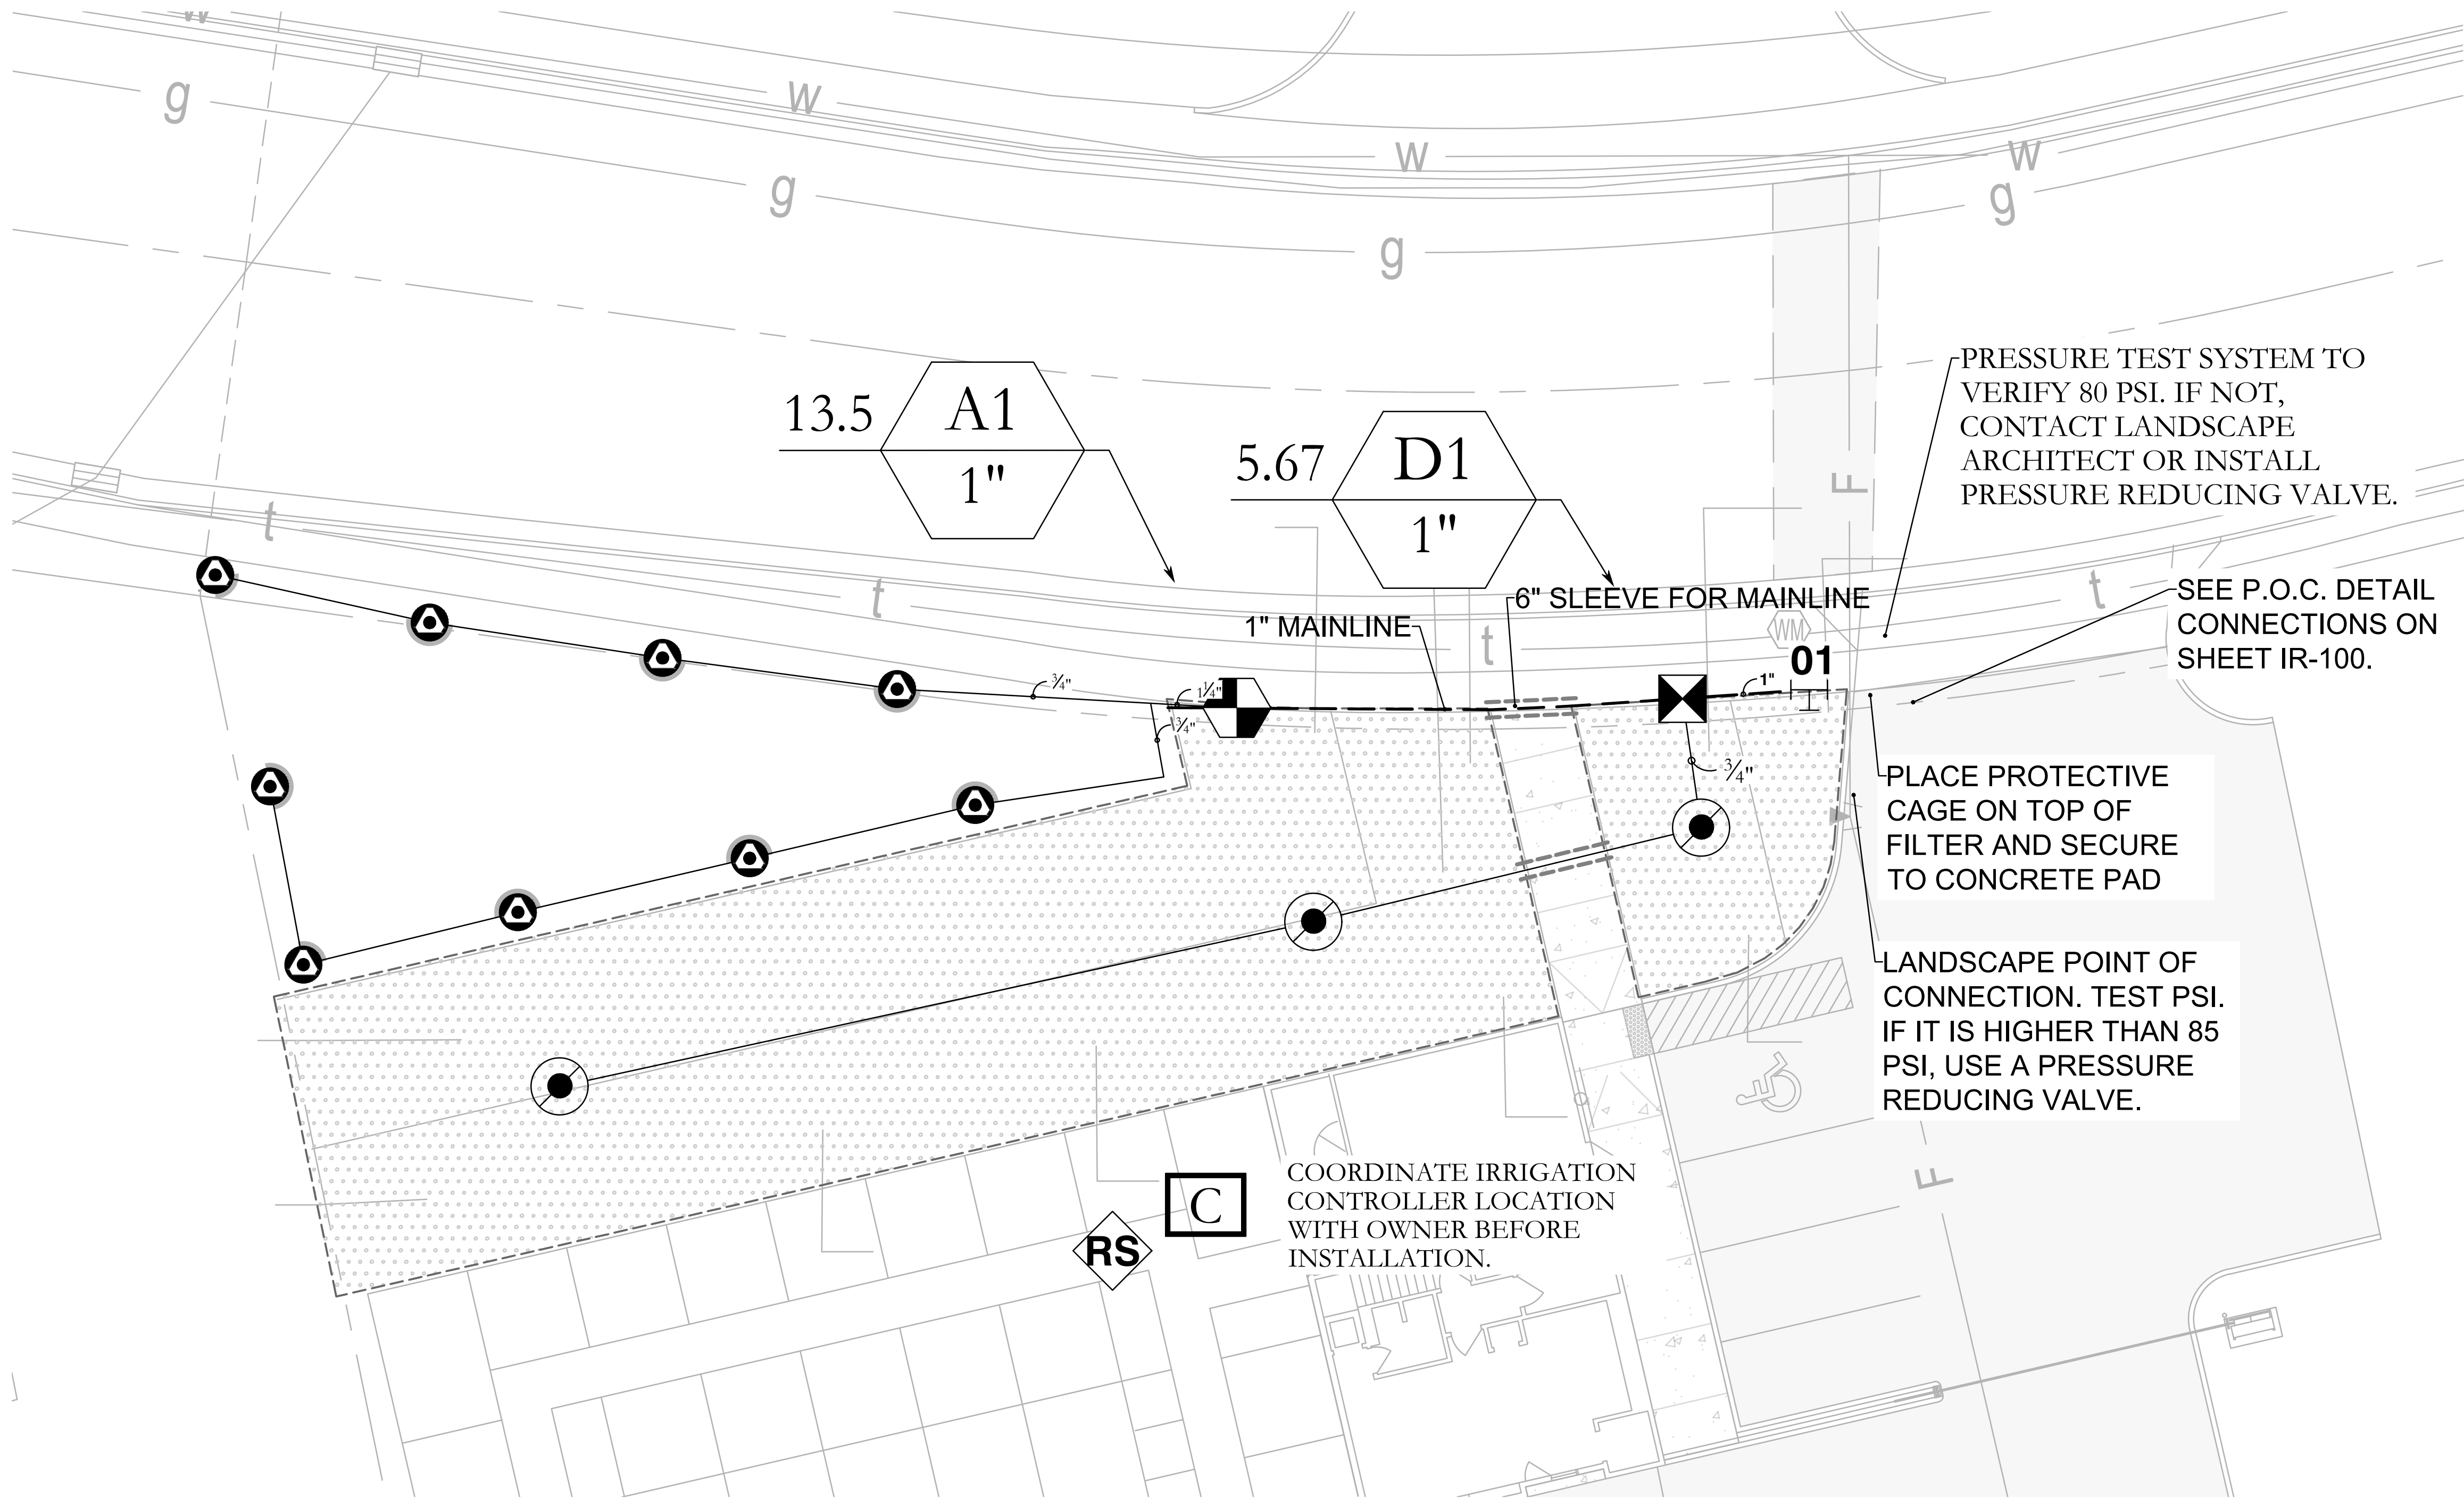 w
w
w
w
g
g
g
g
13.5
A1
1"
5.67
D1
1"
F
PRESSURE TEST SYSTEM TO
VERIFY 80 PSI. IF NOT,
CONTACT LANDSCAPE
ARCHITECT OR INSTALL
PRESSURE REDUCING VALVE.
t
t
t
t
6" SLEEVE FOR MAINLINE
1" MAINLINE
WM
01
SEE P.O.C. DETAIL
CONNECTIONS ON
SHEET IR-100.
¾"
1¼"
¾"
1"
¾"
PLACE PROTECTIVE
CAGE ON TOP OF
FILTER AND SECURE
TO CONCRETE PAD
LANDSCAPE POINT OF
CONNECTION. TEST PSI.
IF IT IS HIGHER THAN 85
PSI, USE A PRESSURE
REDUCING VALVE.
COORDINATE IRRIGATION
CONTROLLER LOCATION
WITH OWNER BEFORE
INSTALLATION.
C
RS
F